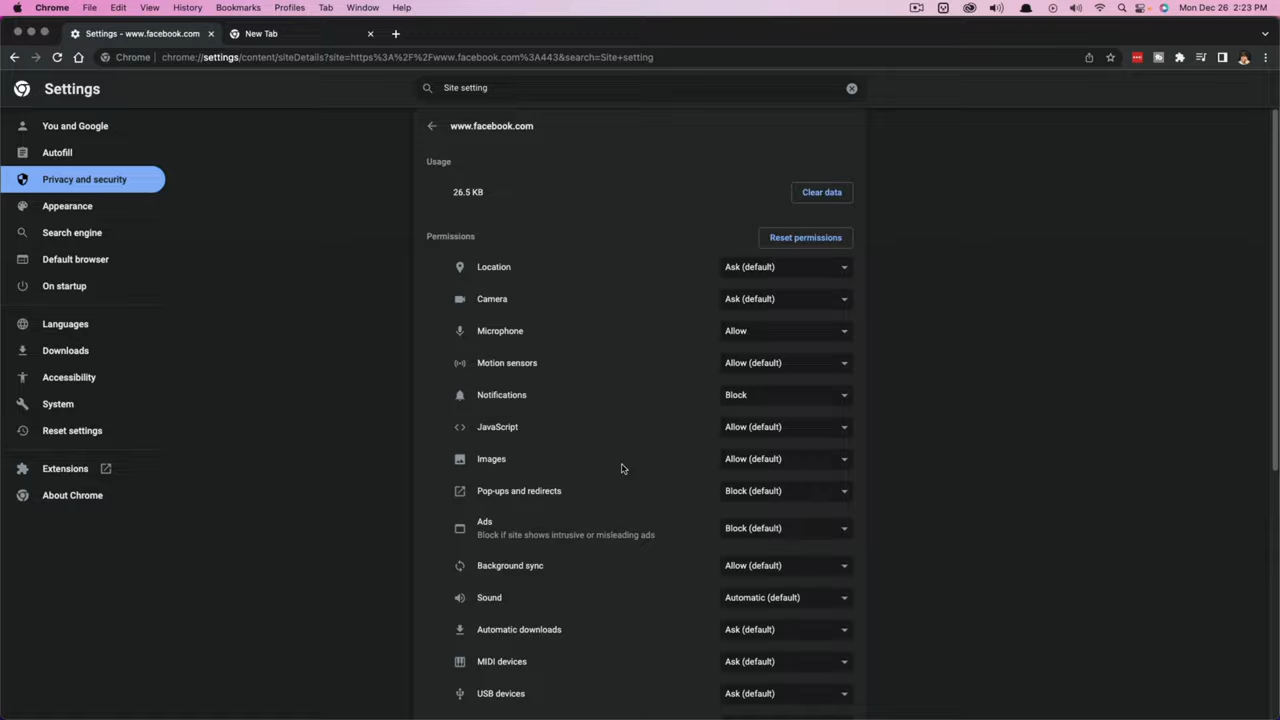 Chrome File Edit View History Bookmarks Profiles Tab Window Help Mon Dec 26 2:23 PM
Settings - www.facebook.com New Tab
Chrome chrome://settings/content/siteDetails?site=https%3A%2F%2Fwww.facebook.com%3A443&search=Site+setting
Settings
Site setting
You and Google
Autofill
Privacy and security
Appearance
Search engine
Default browser
On startup
Languages
Downloads
Accessibility
System
Reset settings
Extensions
About Chrome
www.facebook.com
Usage
26.5 KB Clear data
Permissions Reset permissions
Location Ask (default)
Camera Ask (default)
Microphone Allow
Motion sensors Allow (default)
Notifications Block
JavaScript Allow (default)
Images Allow (default)
Pop-ups and redirects Block (default)
Ads
Block if site shows intrusive or misleading ads Block (default)
Background sync Allow (default)
Sound Automatic (default)
Automatic downloads Ask (default)
MIDI devices Ask (default)
USB devices Ask (default)